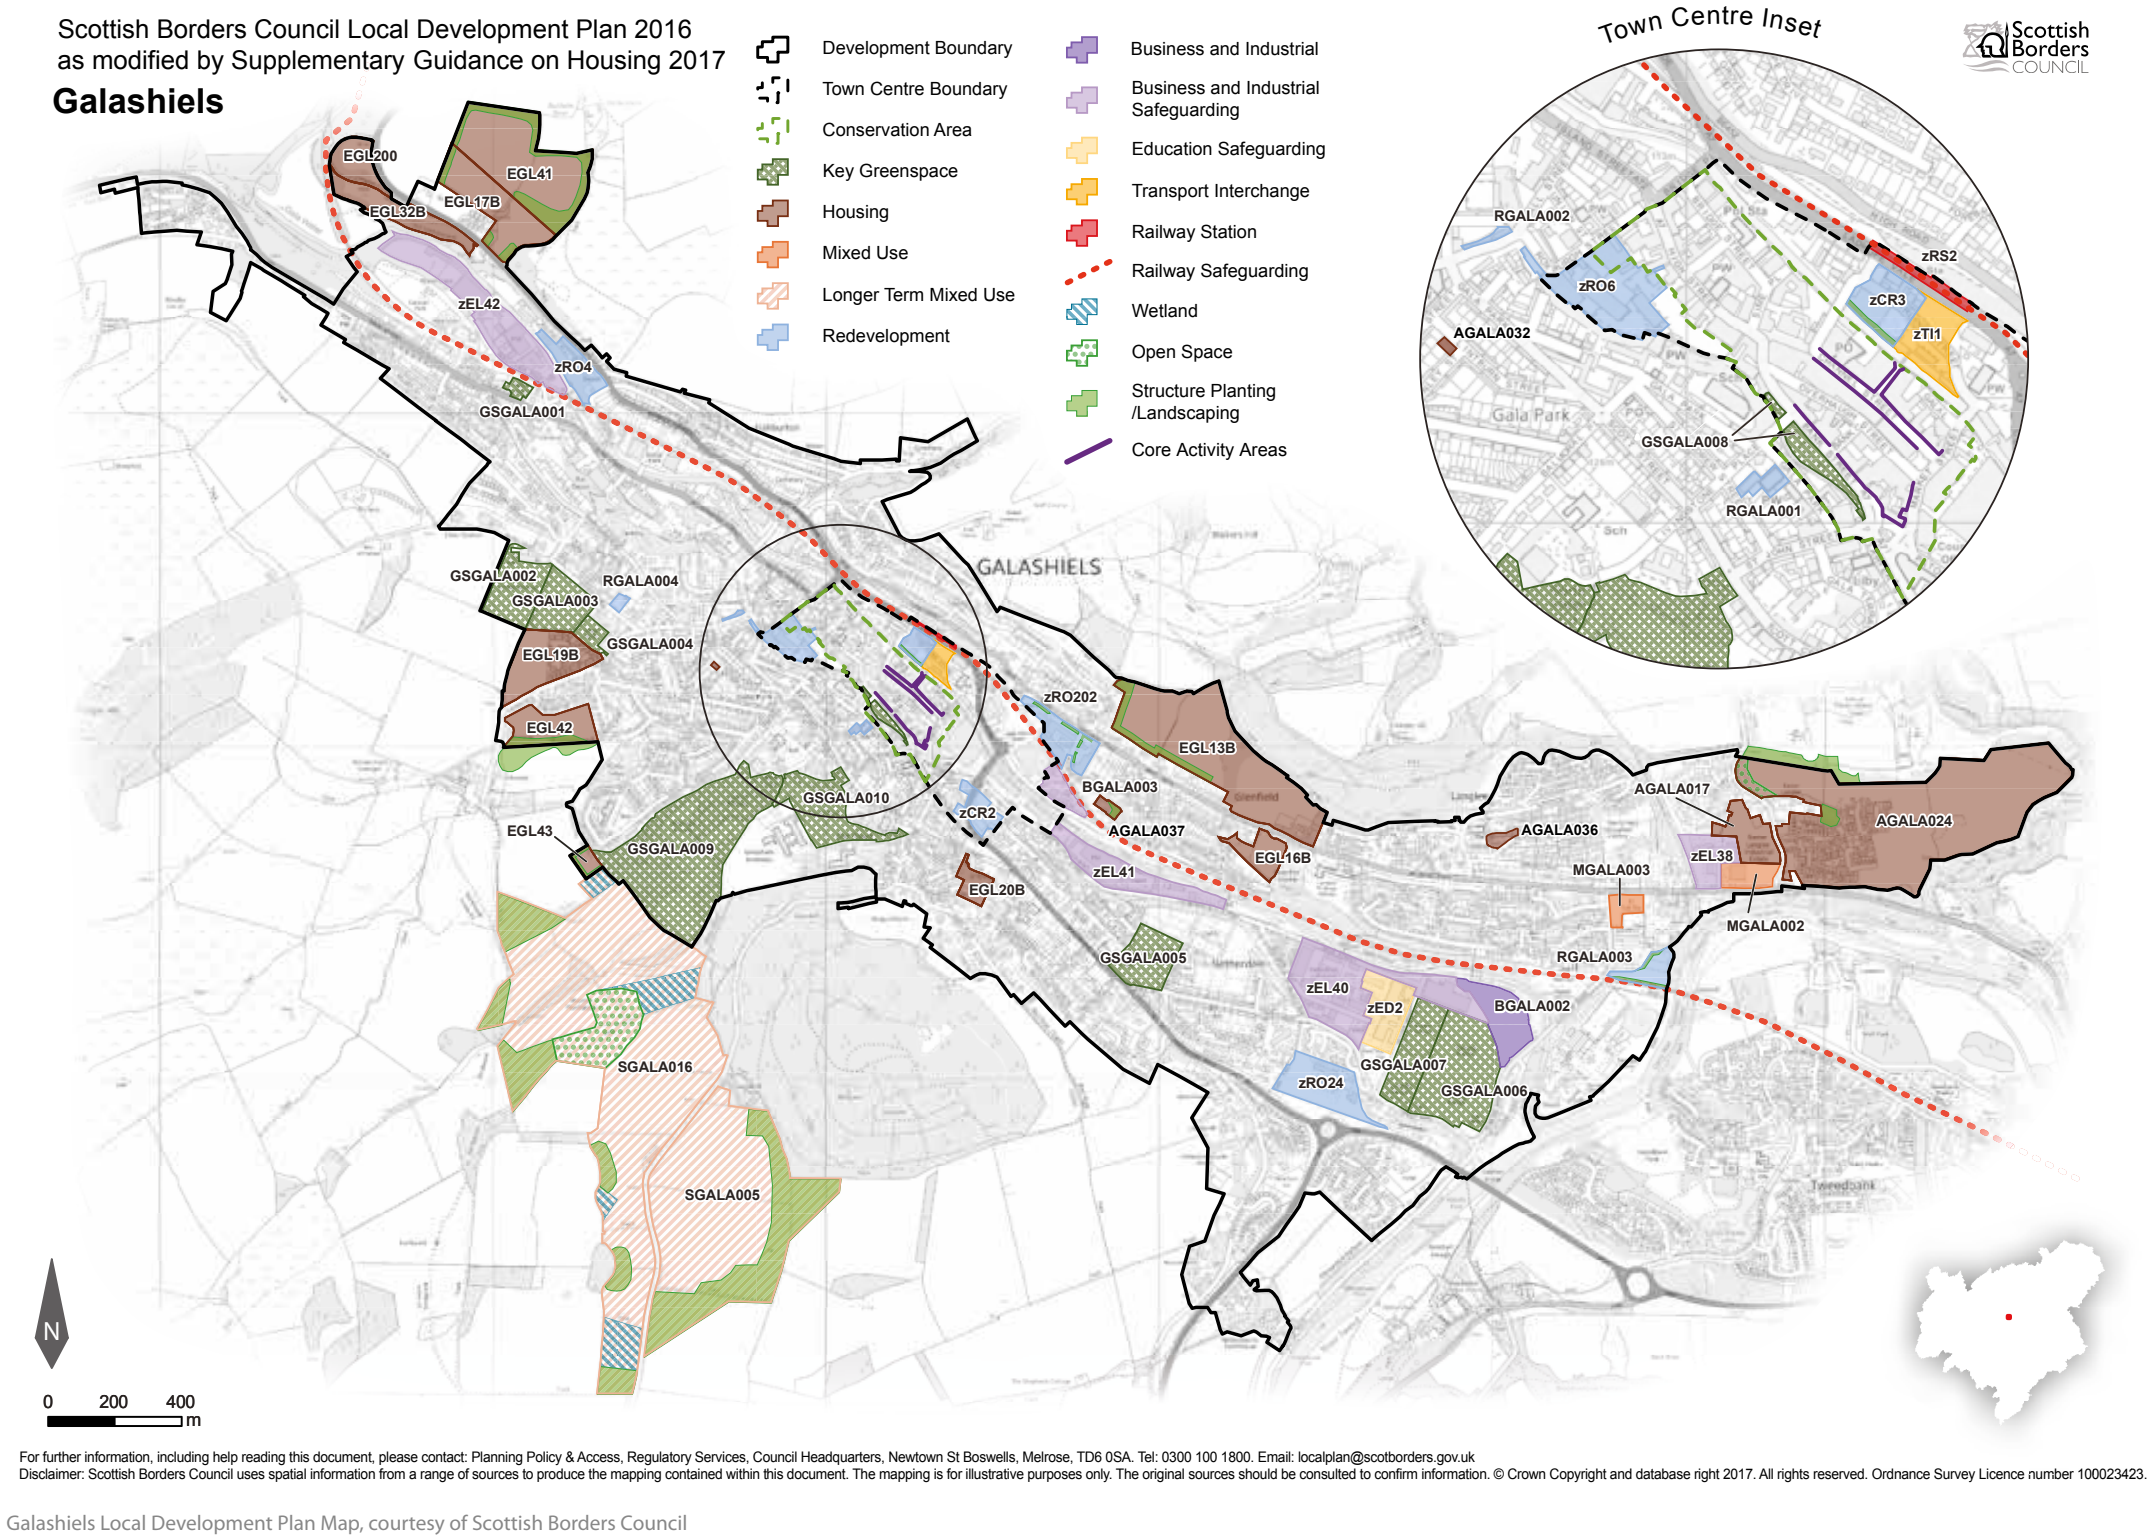 Scottish Borders Council Local Development Plan 2016
as modified by Supplementary Guidance on Housing 2017
Galashiels
Development Boundary
Town Centre Boundary
Conservation Area
Key Greenspace
Housing
Mixed Use
Longer Term Mixed Use
Redevelopment
Business and Industrial
Business and Industrial
Safeguarding
Education Safeguarding
Transport Interchange
Railway Station
Railway Safeguarding
Wetland
Open Space
Structure Planting
/Landscaping
Core Activity Areas
Town Centre Inset
Scottish
Borders
COUNCIL
RGALA002
zRO6
AGALA032
zRS2
zCR3
zTI1
PO
PW
Gala Park
GSGALA008
RGALA001
Sch
EGL200
EGL41
EGL17B
EGL32B
zEL42
zRO4
GSGALA001
GALASHIELS
GSGALA002
GSGALA003
RGALA004
GSGALA004
EGL19B
EGL42
EGL43
GSGALA009
GSGALA010
zCR2
EGL20B
zRO202
BGALA003
AGALA037
zEL41
EGL13B
EGL16B
AGALA036
AGALA017
AGALA024
zEL38
MGALA003
MGALA002
RGALA003
GSGALA005
zEL40
zED2
BGALA002
GSGALA007
GSGALA006
zRO24
SGALA016
SGALA005
Tweedbank
N
0 200 400
m
For further information, including help reading this document, please contact: Planning Policy & Access, Regulatory Services, Council Headquarters, Newtown St Boswells, Melrose, TD6 0SA. Tel: 0300 100 1800. Email: localplan@scotborders.gov.uk
Disclaimer: Scottish Borders Council uses spatial information from a range of sources to produce the mapping contained within this document. The mapping is for illustrative purposes only. The original sources should be consulted to confirm information. © Crown Copyright and database right 2017. All rights reserved. Ordnance Survey Licence number 100023423.
Galashiels Local Development Plan Map, courtesy of Scottish Borders Council